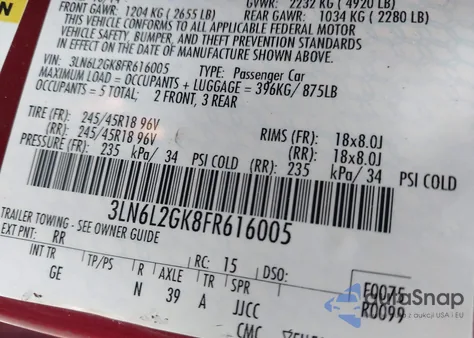 GVWR: 2232 KG ( 4920 LB)
FRONT GAWR: 1204 KG ( 2655 LB) REAR GAWR: 1034 KG ( 2280 LB)
THIS VEHICLE CONFORMS TO ALL APPLICABLE FEDERAL MOTOR
VEHICLE SAFETY, BUMPER, AND THEFT PREVENTION STANDARDS
IN EFFECT ON THE DATE OF MANUFACTURE SHOWN ABOVE.
VIN: 3LN6L2GK8FR616005 TYPE: Passenger Car
MAXIMUM LOAD = OCCUPANTS + LUGGAGE = 396KG/ 875LB
OCCUPANTS = 5 TOTAL; 2 FRONT, 3 REAR
TIRE (FR): 245/45R18 96V RIMS (FR): 18x8.0J
(RR): 245/45R18 96V (RR): 18x8.0J
PRESSURE (FR): 235 kPa/ 34 PSI COLD (RR): 235 kPa/ 34 PSI COLD
3LN6L2GK8FR616005
TRAILER TOWING - SEE OWNER GUIDE
EXT PNT: RR RC: 15 DSO:
INT TR TP/PS R AXLE TR SPR F0075
GE N 39 A JJCC R0099
CMC
autoSnap